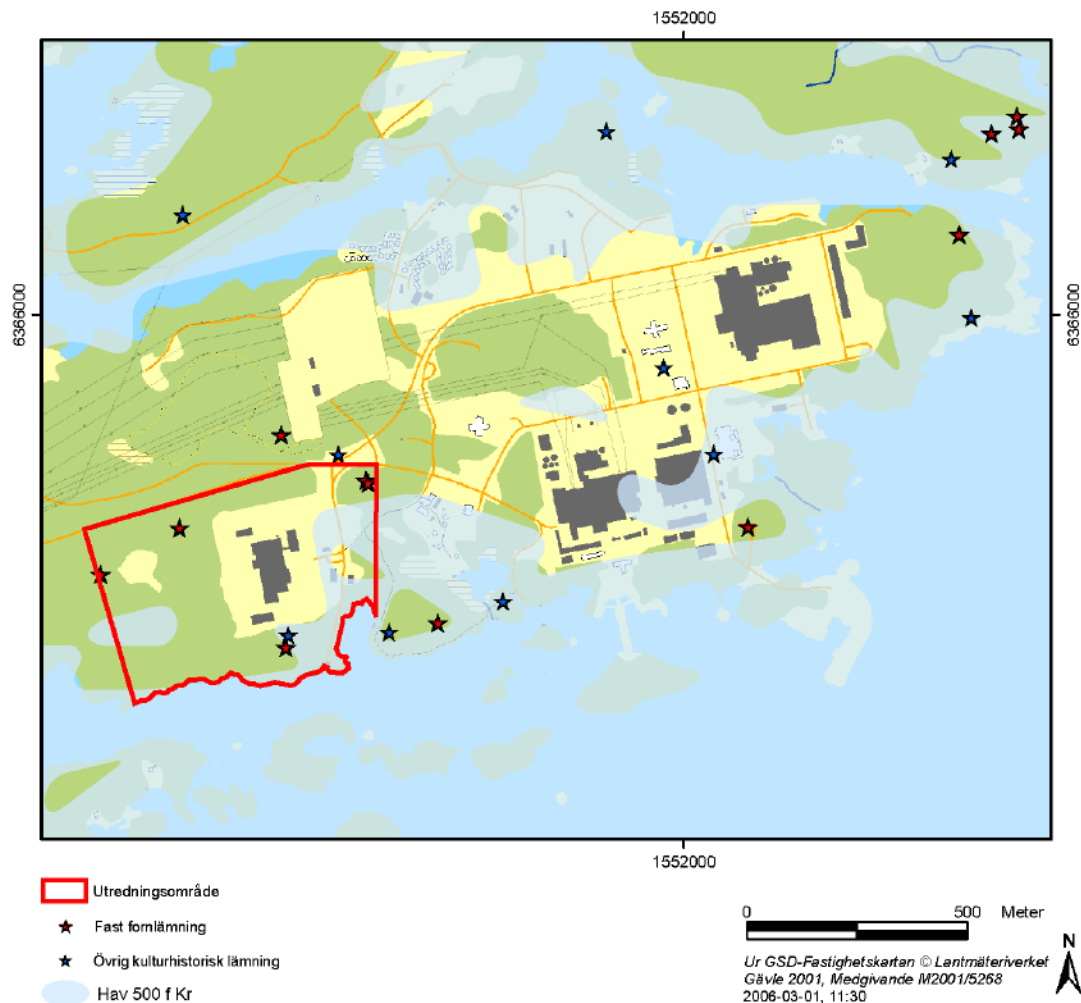 1552000
6366000
6366000
1552000
Utredningsområde
Fast fornlämning
Övrig kulturhistorisk lämning
Hav 500 f Kr
0 500 Meter
Ur GSD-Fastighetskartan © Lantmäteriverket
Gävle 2001, Medgivande M2001/5268
2006-03-01, 11:30
N